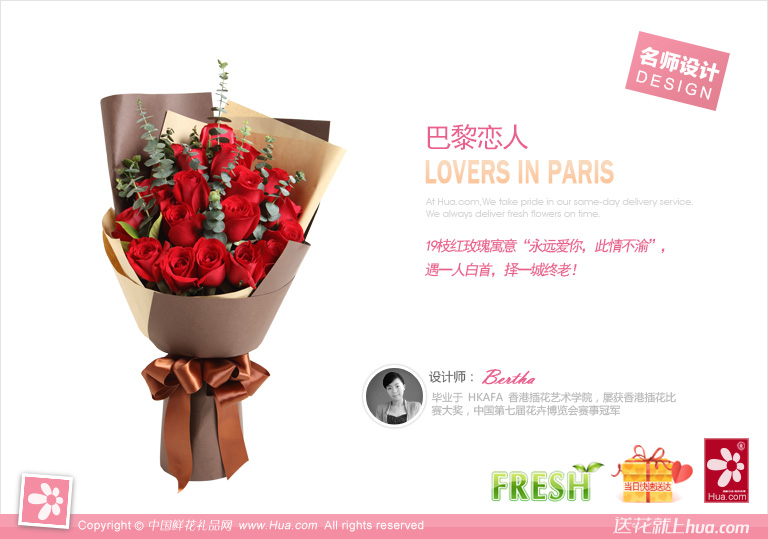 名师设计
DESIGN
巴黎恋人
LOVERS IN PARIS
At Hua.com,We take pride in our same-day delivery service.
We always deliver fresh flowers on time.
19枝红玫瑰寓意“永远爱你，此情不渝”，
遇一人白首，择一城终老！
设计师： Bertha
毕业于 HKAFA 香港插花艺术学院，屡获香港插花比
赛大奖，中国第七届花卉博览会赛事冠军
FRESH
当日快速送达
Hua.com
Copyright © 中国鲜花礼品网 www.Hua.com All rights reserved
送花就上hua.com